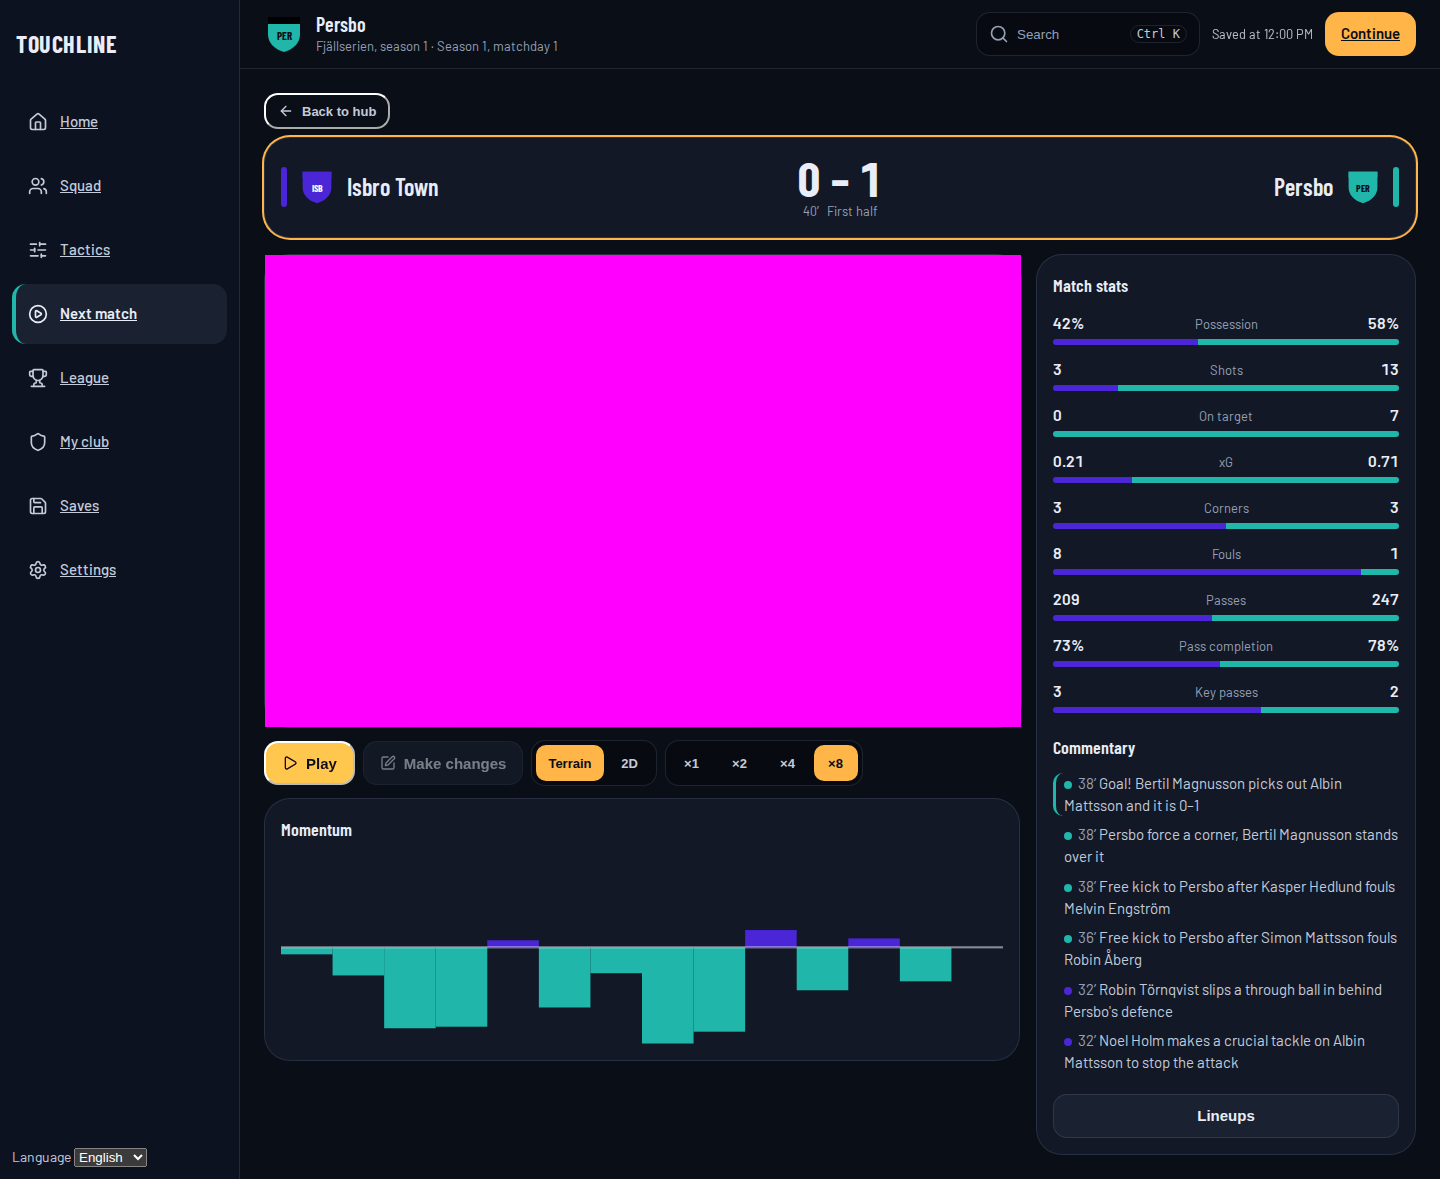 TOUCHLINE
Home
Squad
Tactics
Next match
League
My club
Saves
Settings
Language English
PER
Persbo
Fjällserien, season 1 · Season 1, matchday 1
Search Ctrl K
Saved at 12:00 PM
Continue
Back to hub
ISB Isbro Town
0 – 1
40′ First half
Persbo PER
Play
Make changes
Terrain 2D
×1 ×2 ×4 ×8
Momentum
Match stats
42% Possession 58%
3 Shots 13
0 On target 7
0.21 xG 0.71
3 Corners 3
8 Fouls 1
209 Passes 247
73% Pass completion 78%
3 Key passes 2
Commentary
38′ Goal! Bertil Magnusson picks out Albin
Mattsson and it is 0–1
38′ Persbo force a corner, Bertil Magnusson stands
over it
38′ Free kick to Persbo after Kasper Hedlund fouls
Melvin Engström
36′ Free kick to Persbo after Simon Mattsson fouls
Robin Åberg
32′ Robin Törnqvist slips a through ball in behind
Persbo's defence
32′ Noel Holm makes a crucial tackle on Albin
Mattsson to stop the attack
Lineups